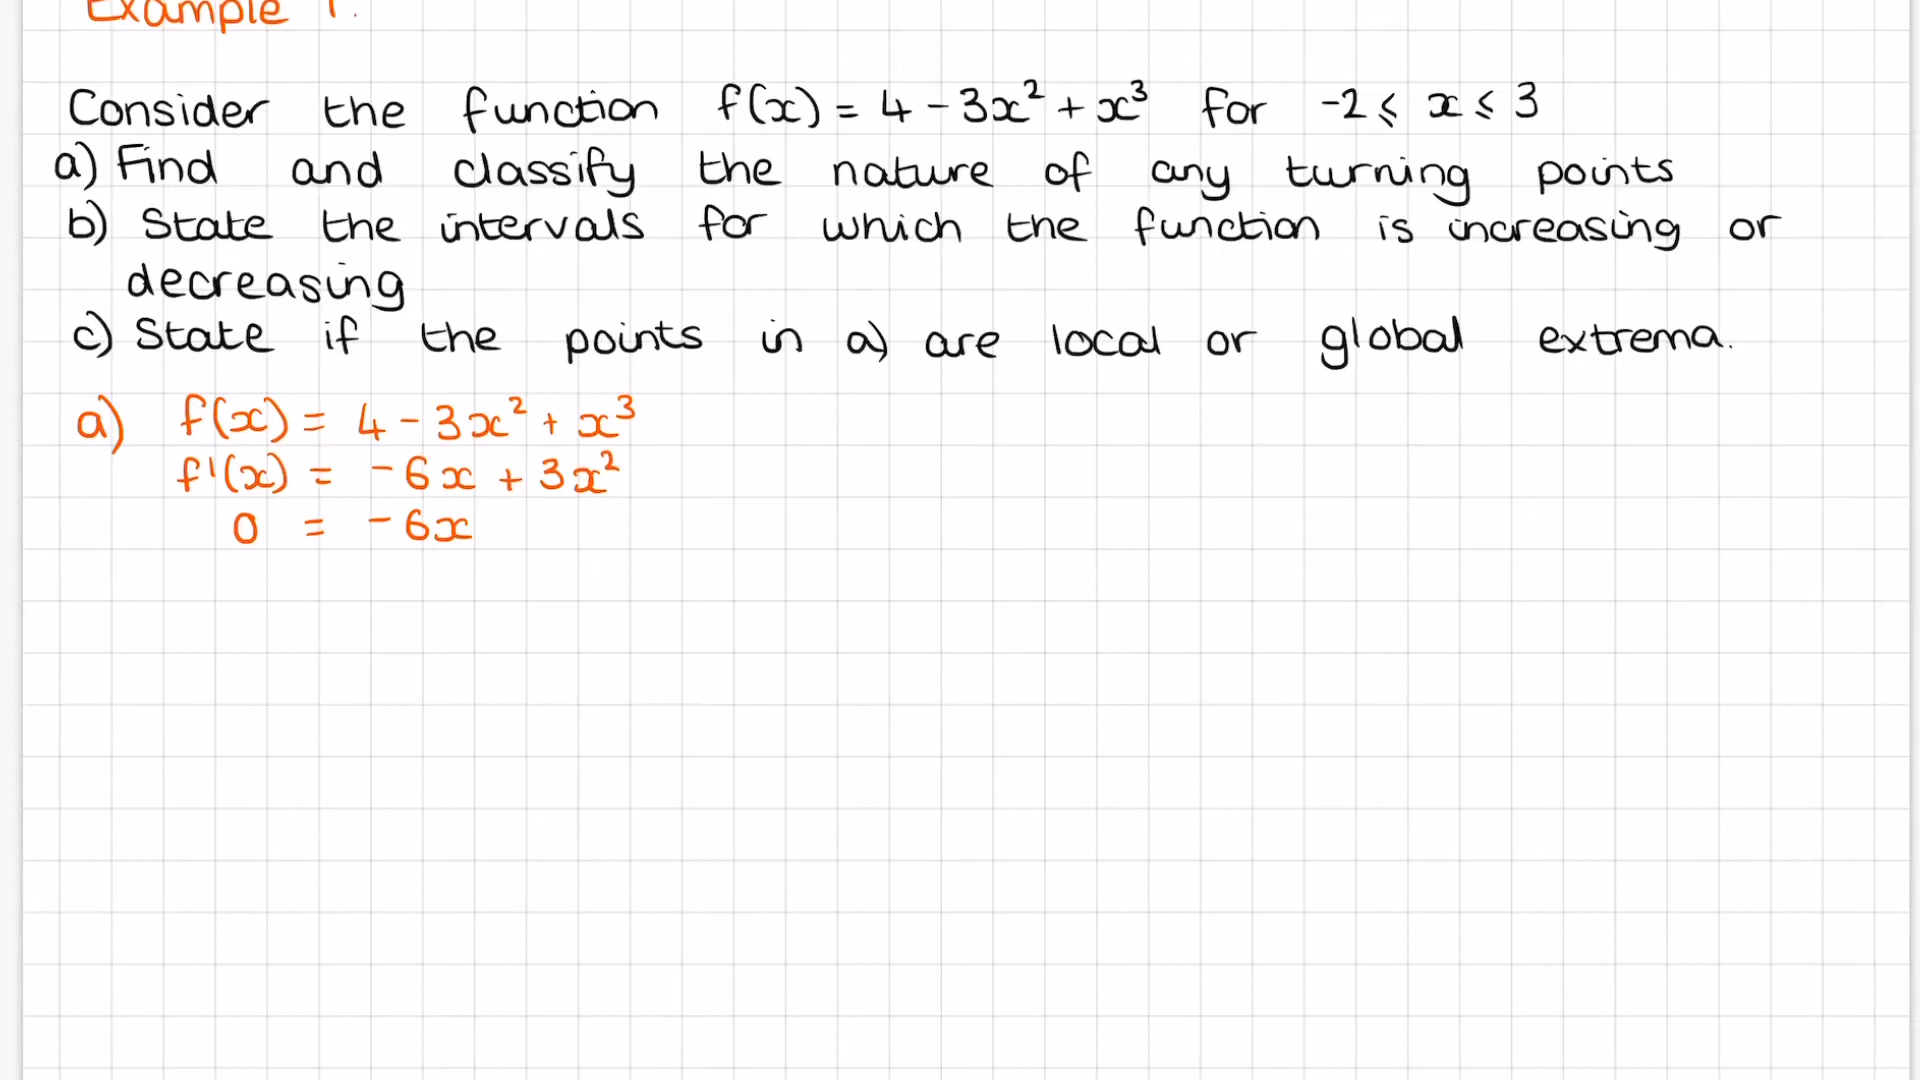 Example 1.
Consider the function f(x) = 4 - 3x² + x³ for -2 ≤ x ≤ 3
a) Find and classify the nature of any turning points
b) State the intervals for which the function is increasing or
decreasing
c) State if the points in a) are local or global extrema.
a) f(x) = 4 - 3x² + x³
f'(x) = -6x + 3x²
0 = -6x